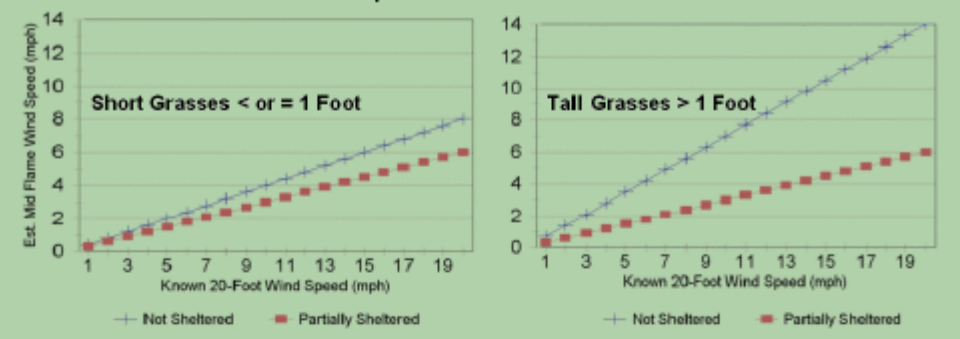 Est. Mid Flame Wind Speed (mph)
14
12
10
8
6
4
2
0
Short Grasses < or = 1 Foot
1 3 5 7 9 11 13 15 17 19
Known 20-Foot Wind Speed (mph)
Not Sheltered Partially Sheltered
14
12
10
8
6
4
2
0
Tall Grasses > 1 Foot
1 3 5 7 9 11 13 15 17 19
Known 20-Foot Wind Speed (mph)
Not Sheltered Partially Sheltered